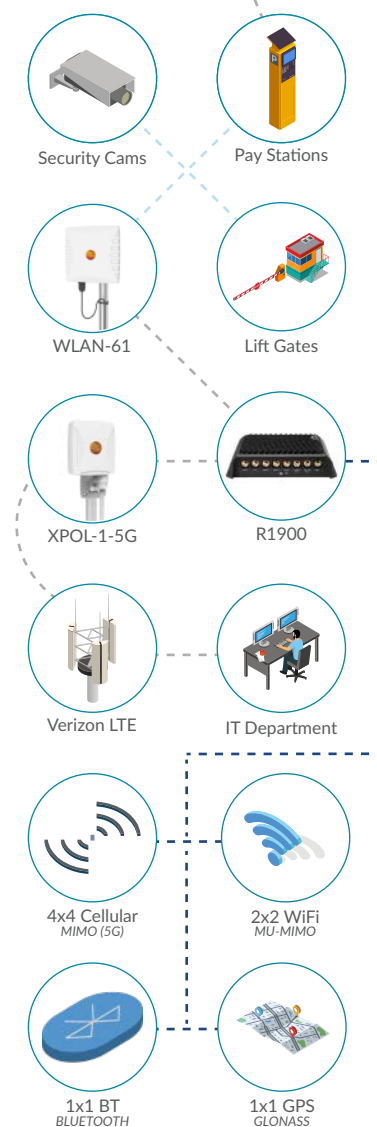 Security Cams
Pay Stations
WLAN-61
Lift Gates
XPOL-1-5G
R1900
Verizon LTE
IT Department
4x4 Cellular
MIMO (5G)
2x2 WiFi
MU-MIMO
1x1 BT
BLUETOOTH
1x1 GPS
GLONASS